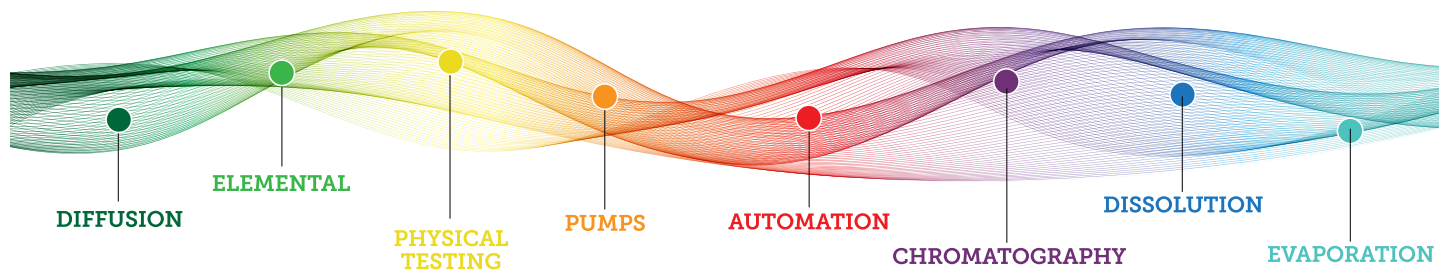 DIFFUSION
ELEMENTAL
PHYSICAL
TESTING
PUMPS
AUTOMATION
CHROMATOGRAPHY
DISSOLUTION
EVAPORATION